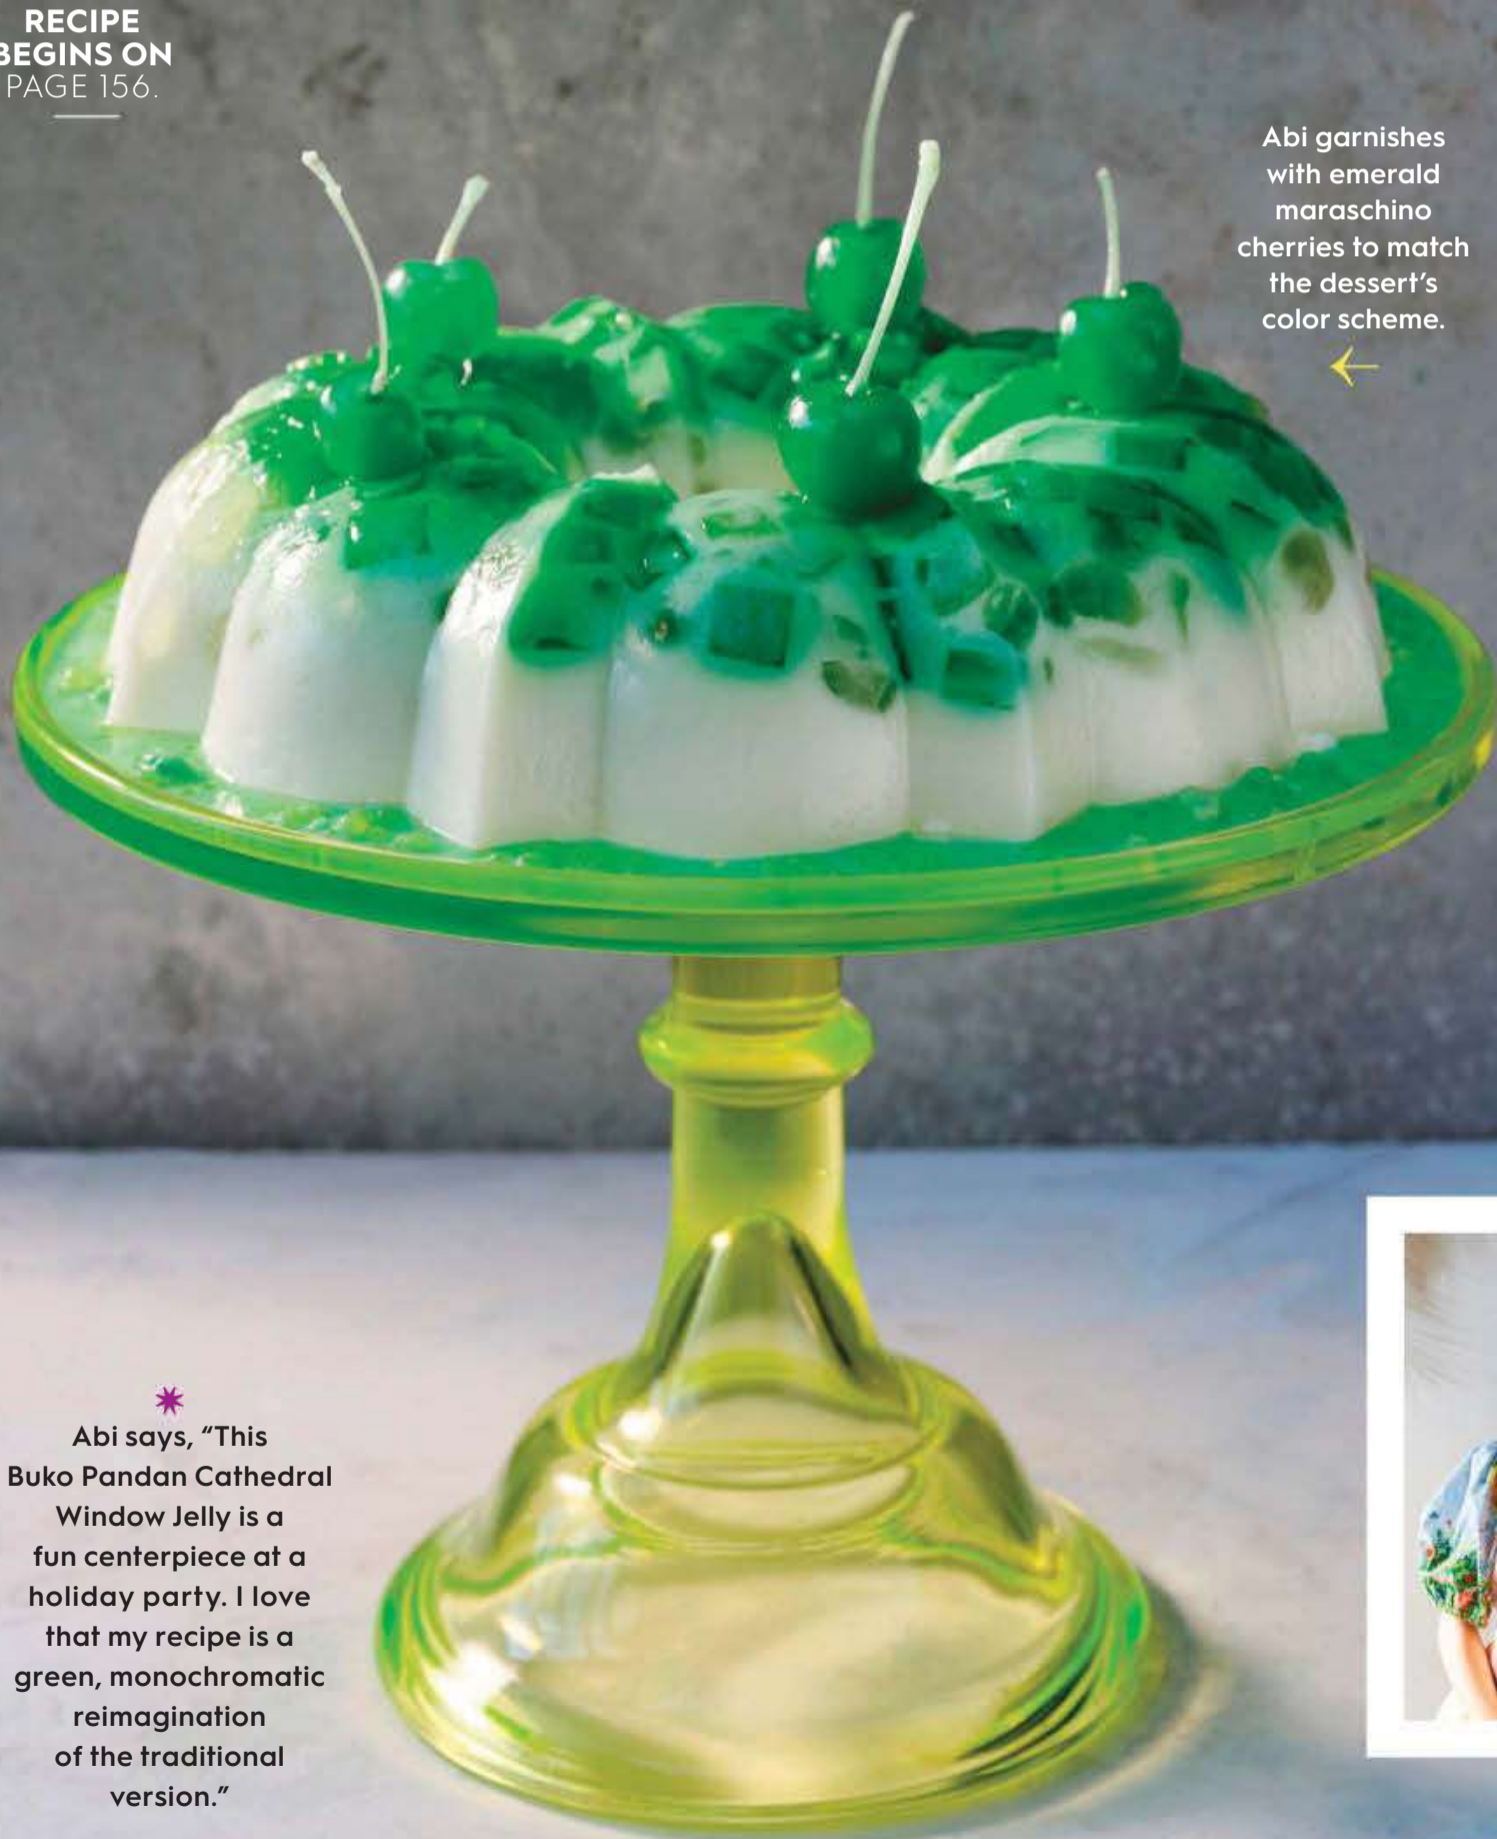 RECIPE
BEGINS ON
PAGE 156.
Abi garnishes
with emerald
maraschino
cherries to match
the dessert's
color scheme.
Abi says, “This
Buko Pandan Cathedral
Window Jelly is a
fun centerpiece at a
holiday party. I love
that my recipe is a
green, monochromatic
reimagination
of the traditional
version.”